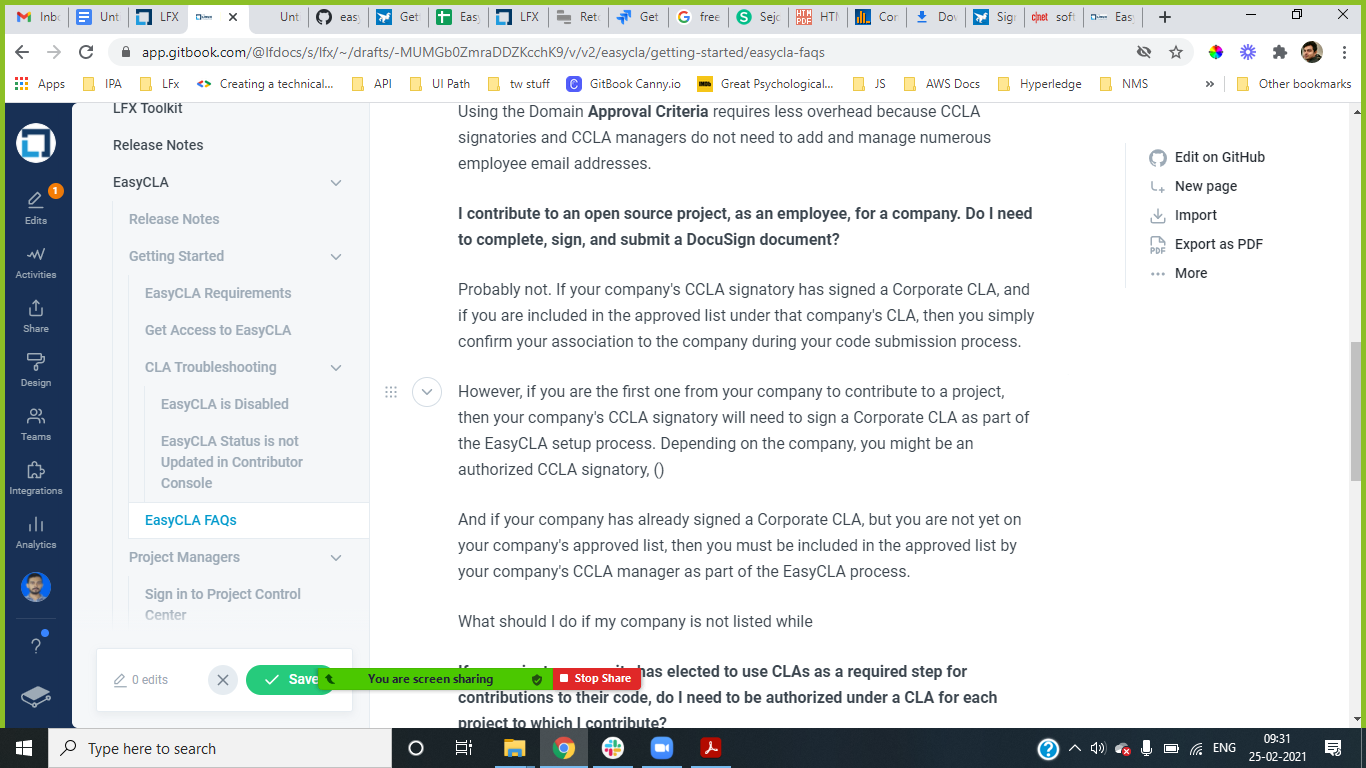 Inbo
Unt
LFX
Unt
easy
Get
Easy
LFX
Ret
Get
free
Sejd
HTM
Con
Dov
Sign
soft
Easy
app.gitbook.com/@lfdocs/s/lfx/~/drafts/-MUMGb0ZmraDDZKcchK9/v/v2/easycla/getting-started/easycla-faqs
Apps
IPA
LFx
Creating a technical...
API
UI Path
tw stuff
GitBook Canny.io
Great Psychological...
JS
AWS Docs
Hyperledge
NMS
»
Other bookmarks
1
Edits
Activities
Share
Design
Teams
Integrations
Analytics
?
LFX Toolkit
Release Notes
EasyCLA
Release Notes
Getting Started
EasyCLA Requirements
Get Access to EasyCLA
CLA Troubleshooting
EasyCLA is Disabled
EasyCLA Status is not
Updated in Contributor
Console
EasyCLA FAQs
Project Managers
Sign in to Project Control
Center
0 edits
Save
Using the Domain Approval Criteria requires less overhead because CCLA
signatories and CCLA managers do not need to add and manage numerous
employee email addresses.
I contribute to an open source project, as an employee, for a company. Do I need
to complete, sign, and submit a DocuSign document?
Probably not. If your company's CCLA signatory has signed a Corporate CLA, and
if you are included in the approved list under that company's CLA, then you simply
confirm your association to the company during your code submission process.
However, if you are the first one from your company to contribute to a project,
then your company's CCLA signatory will need to sign a Corporate CLA as part of
the EasyCLA setup process. Depending on the company, you might be an
authorized CCLA signatory, ()
And if your company has already signed a Corporate CLA, but you are not yet on
your company's approved list, then you must be included in the approved list by
your company's CCLA manager as part of the EasyCLA process.
What should I do if my company is not listed while
has elected to use CLAs as a required step for
contributions to their code, do I need to be authorized under a CLA for each
project to which I contribute?
Edit on GitHub
New page
Import
PDF
Export as PDF
More
You are screen sharing
Stop Share
Type here to search
ENG
09:31
25-02-2021